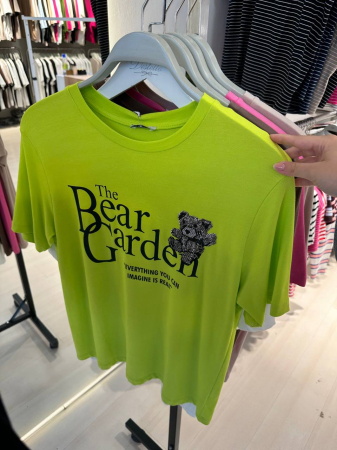 The
Bear
Garden
EVERYTHING YOU CAN
IMAGINE IS REAL